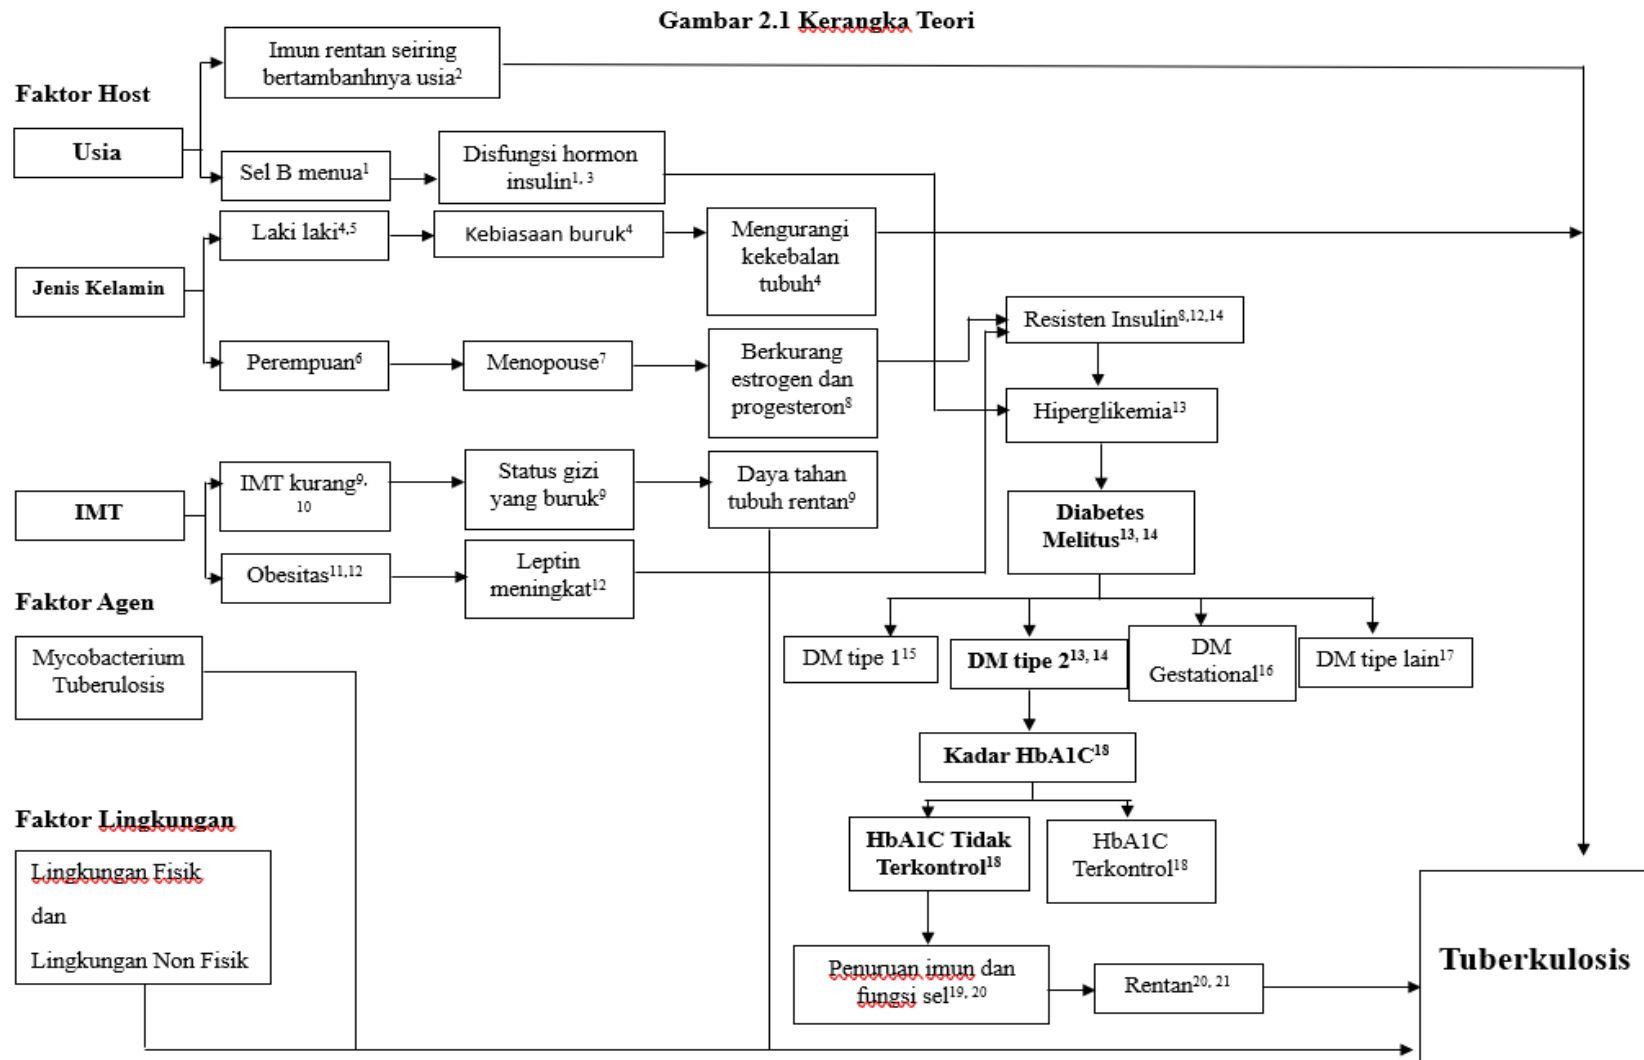 Gambar 2.1 Kerangka Teori
Imun rentan seiring
bertambanhnya usia²
Faktor Host
Usia
Sel B menua¹
Disfungsi hormon
insulin¹, ³
Laki laki⁴,⁵
Kebiasaan buruk⁴
Mengurangi
kekebalan
tubuh⁴
Jenis Kelamin
Resisten Insulin⁸,¹²,¹⁴
Perempuan⁶
Menopouse⁷
Berkurang
estrogen dan
progesteron⁸
Hiperglikemia¹³
IMT
IMT kurang⁹,
¹⁰
Status gizi
yang buruk⁹
Daya tahan
tubuh rentan⁹
Diabetes
Melitus¹³, ¹⁴
Obesitas¹¹,¹²
Leptin
meningkat¹²
Faktor Agen
Mycobacterium
Tuberulosis
DM tipe 1¹⁵
DM tipe 2¹³, ¹⁴
DM
Gestational¹⁶
DM tipe lain¹⁷
Kadar HbA1C¹⁸
Faktor Lingkungan
Lingkungan Fisik
dan
Lingkungan Non Fisik
HbA1C Tidak
Terkontrol¹⁸
HbA1C
Terkontrol¹⁸
Penuruan imun dan
fungsi sel¹⁹, ²⁰
Rentan²⁰, ²¹
Tuberkulosis